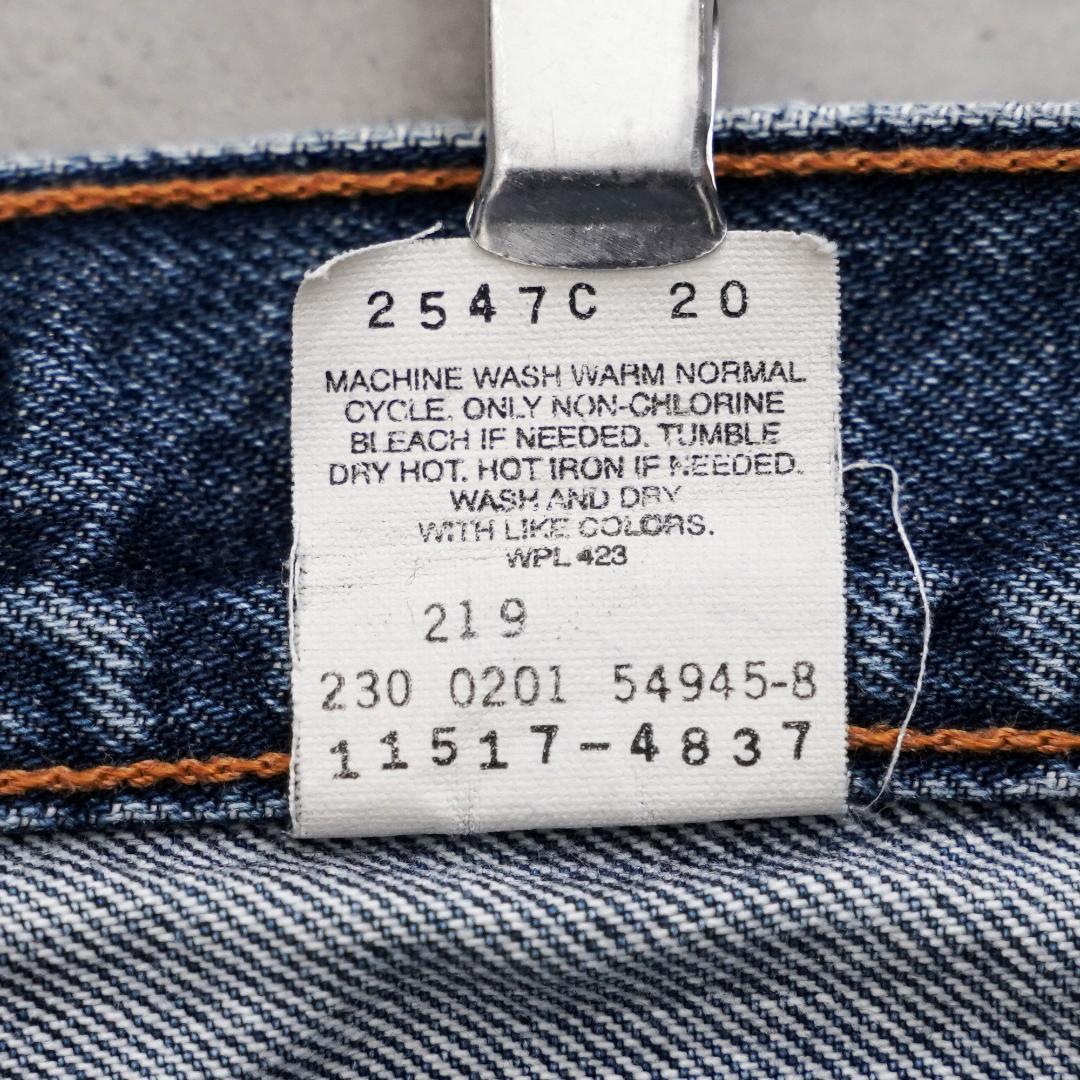 2547C 20
MACHINE WASH WARM NORMAL
CYCLE. ONLY NON-CHLORINE
BLEACH IF NEEDED. TUMBLE
DRY HOT. HOT IRON IF NEEDED.
WASH AND DRY
WITH LIKE COLORS.
WPL 423
219
230 0201 54945-8
11517-4837